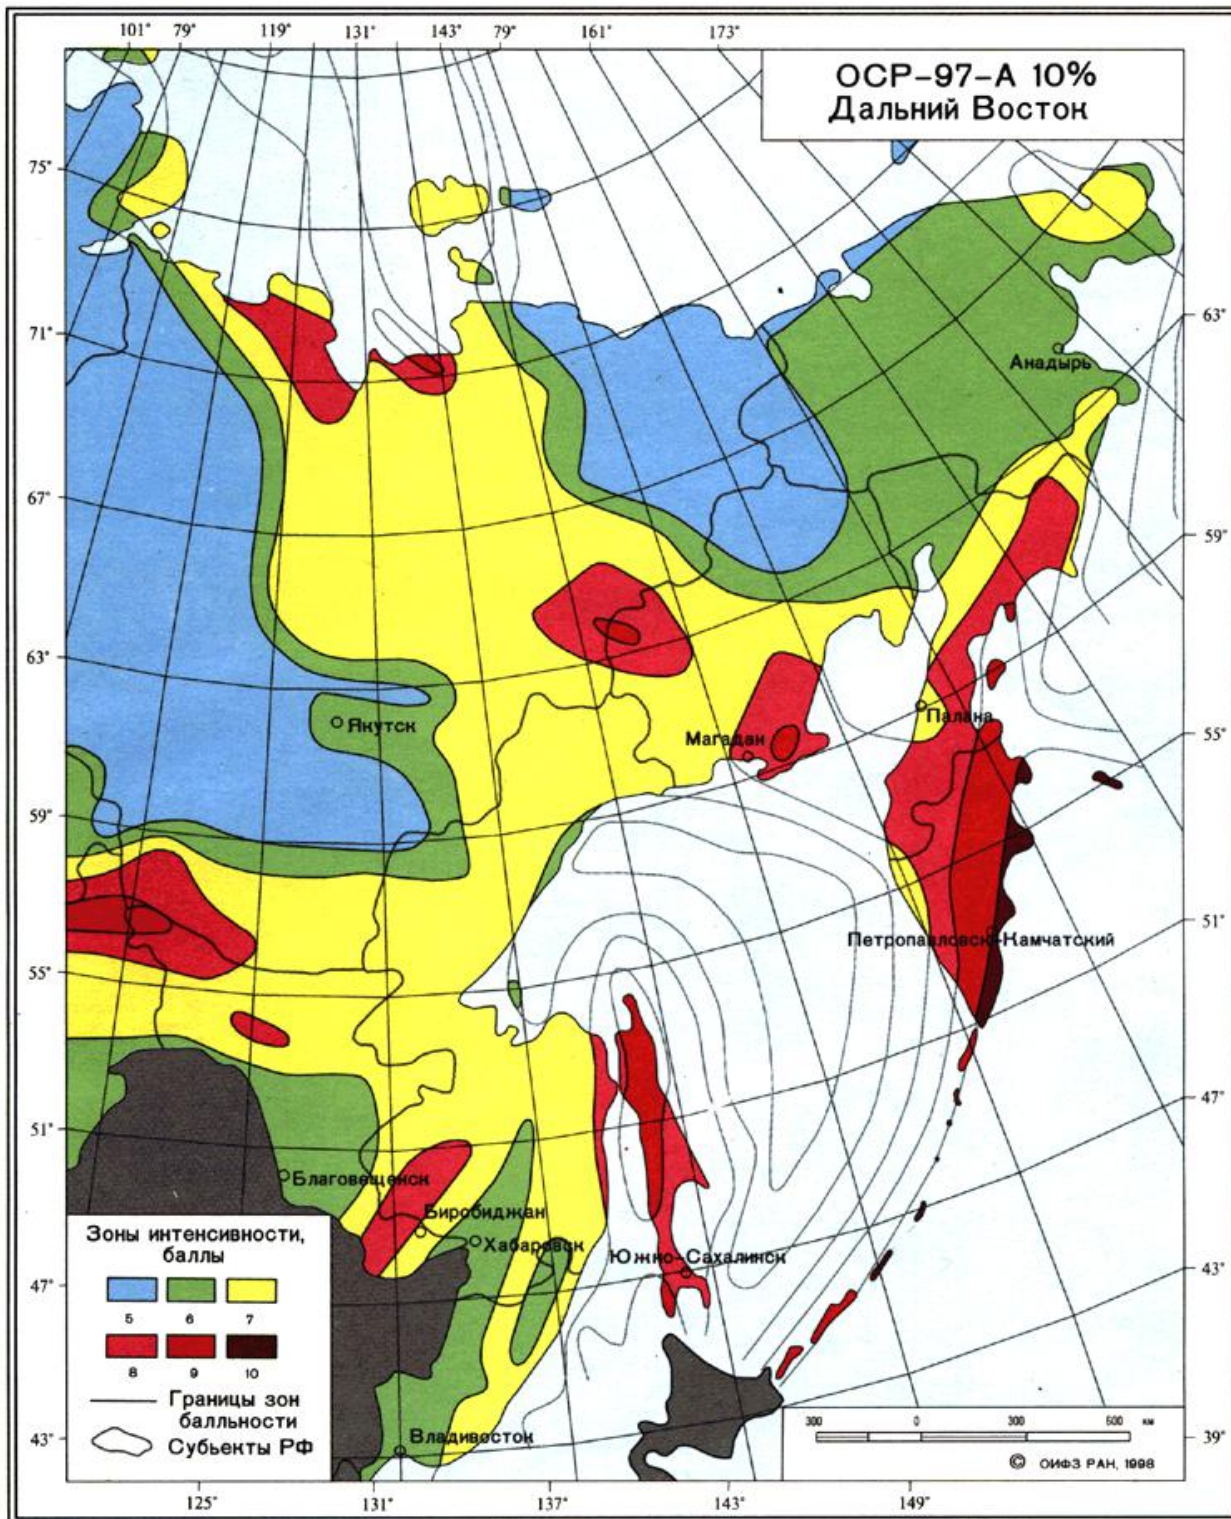 101° 79° 119° 131° 143° 79° 161° 173°
ОСР-97-А 10%
Дальний Восток
75°
71°
67°
63°
59°
55°
51°
47°
43°
63°
59°
55°
51°
47°
43°
39°
Анадырь
Якутск
Палана
Магадан
Петропавловск-Камчатский
Благовещенск
Биробиджан
Хабаровск
Южно-Сахалинск
Владивосток
Зоны интенсивности,
баллы
5 6 7
8 9 10
Границы зон
балльности
Субьекты РФ
300 0 300 600 км
© ОИФЗ РАН, 1998
125° 131° 137° 143° 149°